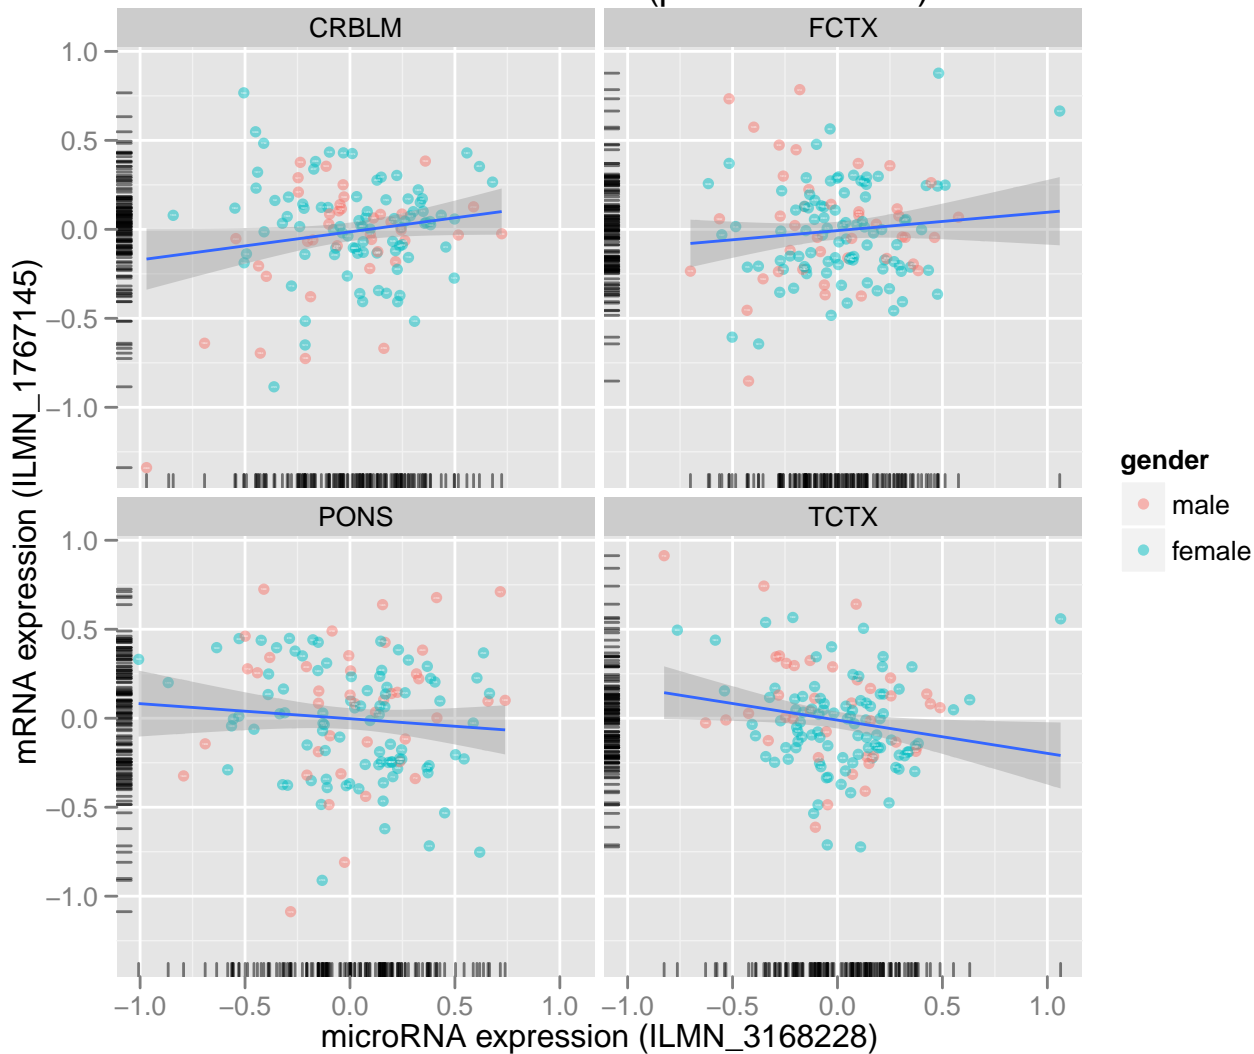 CRBLM
FCTX
1.0
0.5
0.0
−0.5
−1.0
mRNA expression (ILMN_1767145)
gender
male
female
PONS
TCTX
1.0
0.5
0.0
−0.5
−1.0
−1.0 −0.5 0.0 0.5 1.0 −1.0 −0.5 0.0 0.5 1.0
microRNA expression (ILMN_3168228)